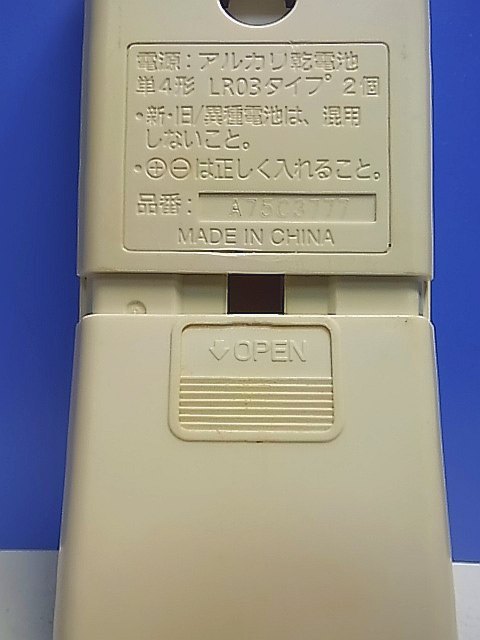 電源：アルカリ乾電池
単4形 LR03タイプ 2個
・新・旧/異種電池は、混用
しないこと。
・⊕⊖は正しく入れること。
品番： A75C3777
MADE IN CHINA
↓OPEN